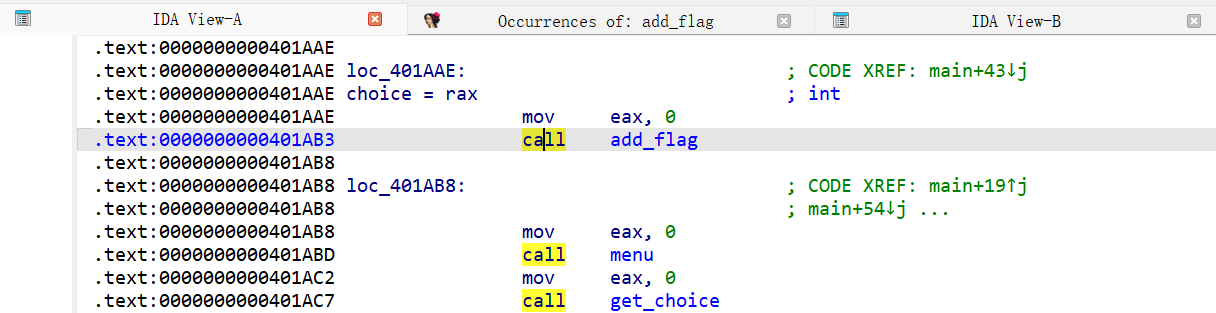 IDA View-A Occurrences of: add_flag IDA View-B
.text:0000000000401AAE
.text:0000000000401AAE loc_401AAE: ; CODE XREF: main+43↓j
.text:0000000000401AAE choice = rax ; int
.text:0000000000401AAE mov eax, 0
.text:0000000000401AB3 call add_flag
.text:0000000000401AB8
.text:0000000000401AB8 loc_401AB8: ; CODE XREF: main+19↑j
.text:0000000000401AB8 ; main+54↓j ...
.text:0000000000401AB8 mov eax, 0
.text:0000000000401ABD call menu
.text:0000000000401AC2 mov eax, 0
.text:0000000000401AC7 call get_choice